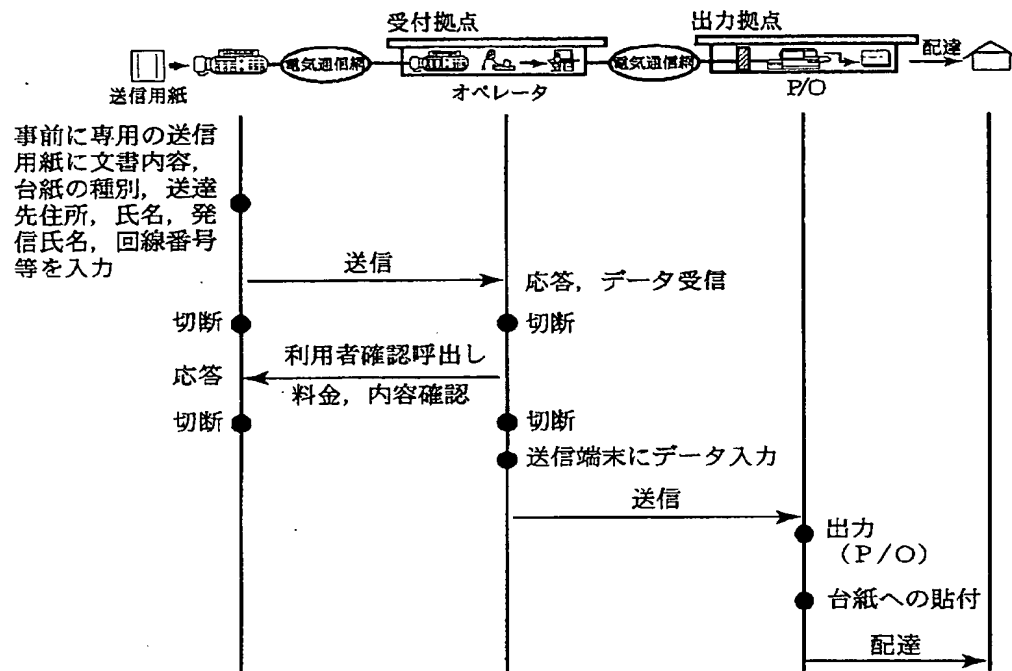 受付拠点
出力拠点
配達
電気通信網
電気通信網
送信用紙
オペレータ
P/O
事前に専用の送信
用紙に文書内容,
台紙の種別, 送達
先住所, 氏名, 発
信氏名, 回線番号
等を入力
送信
応答, データ受信
切断
切断
利用者確認呼出し
応答
料金, 内容確認
切断
切断
送信端末にデータ入力
送信
出力
(P/O)
台紙への貼付
配達